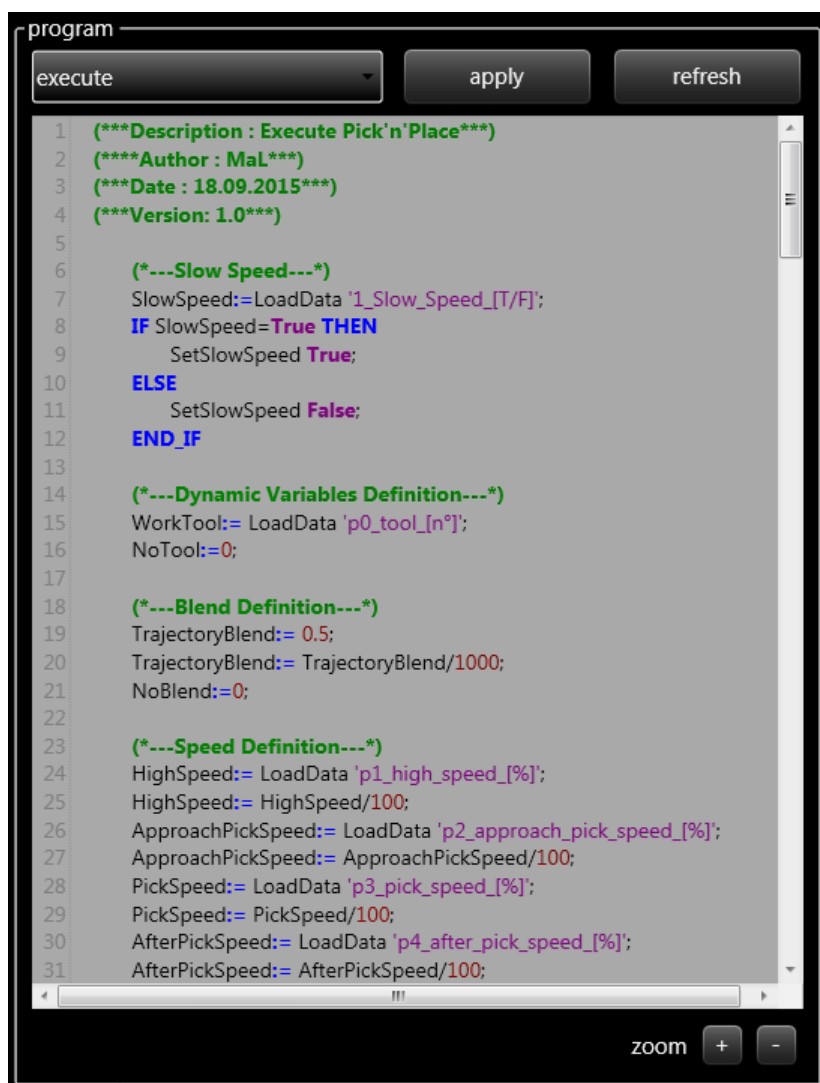 program
execute apply refresh
1 (***Description : Execute Pick'n'Place***)
2 (****Author : MaL***)
3 (***Date : 18.09.2015***)
4 (***Version: 1.0***)
5
6 (*---Slow Speed---*)
7 SlowSpeed:=LoadData '1_Slow_Speed_[T/F]';
8 IF SlowSpeed=True THEN
9 SetSlowSpeed True;
10 ELSE
11 SetSlowSpeed False;
12 END_IF
13
14 (*---Dynamic Variables Definition---*)
15 WorkTool:= LoadData 'p0_tool_[n°]';
16 NoTool:=0;
17
18 (*---Blend Definition---*)
19 TrajectoryBlend:= 0.5;
20 TrajectoryBlend:= TrajectoryBlend/1000;
21 NoBlend:=0;
22
23 (*---Speed Definition---*)
24 HighSpeed:= LoadData 'p1_high_speed_[%]';
25 HighSpeed:= HighSpeed/100;
26 ApproachPickSpeed:= LoadData 'p2_approach_pick_speed_[%]';
27 ApproachPickSpeed:= ApproachPickSpeed/100;
28 PickSpeed:= LoadData 'p3_pick_speed_[%]';
29 PickSpeed:= PickSpeed/100;
30 AfterPickSpeed:= LoadData 'p4_after_pick_speed_[%]';
31 AfterPickSpeed:= AfterPickSpeed/100;
zoom + -